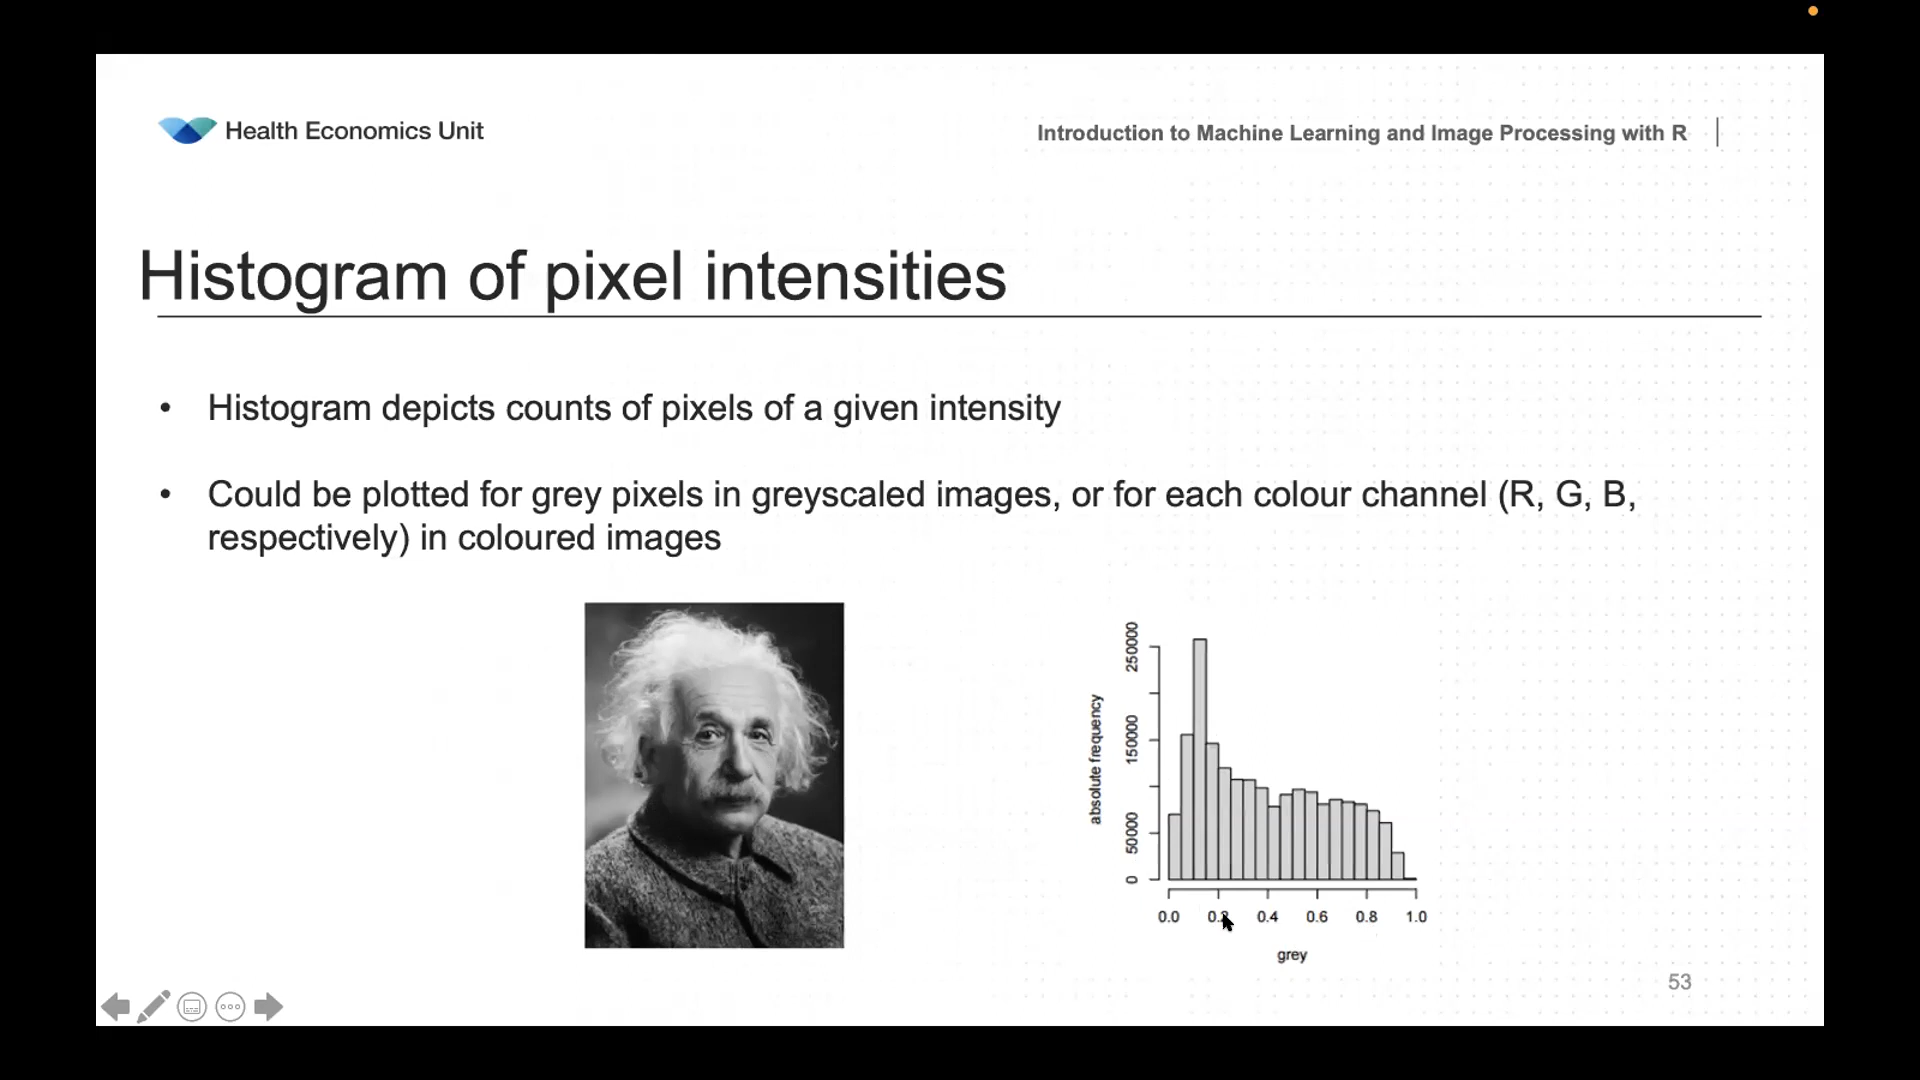 Health Economics Unit
Introduction to Machine Learning and Image Processing with R
Histogram of pixel intensities
• Histogram depicts counts of pixels of a given intensity
• Could be plotted for grey pixels in greyscaled images, or for each colour channel (R, G, B,
respectively) in coloured images
250000
150000
50000
0
absolute frequency
0.0 0.2 0.4 0.6 0.8 1.0
grey
53